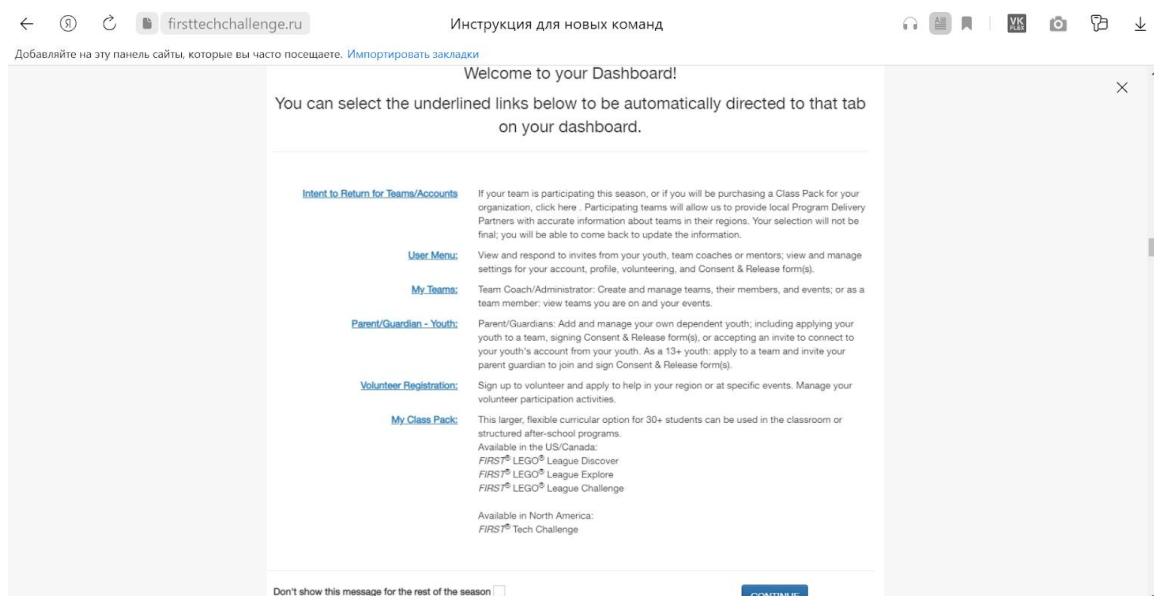 firsttechchallenge.ru
Инструкция для новых команд
Добавляйте на эту панель сайты, которые вы часто посещаете. Импортировать закладки
Welcome to your Dashboard!
You can select the underlined links below to be automatically directed to that tab
on your dashboard.
Intent to Return for Teams/Accounts
If your team is participating this season, or if you will be purchasing a Class Pack for your
organization, click here . Participating teams will allow us to provide local Program Delivery
Partners with accurate information about teams in their regions. Your selection will not be
final; you will be able to come back to update the information.
User Menu:
View and respond to invites from your youth, team coaches or mentors; view and manage
settings for your account, profile, volunteering, and Consent & Release form(s).
My Teams:
Team Coach/Administrator: Create and manage teams, their members, and events; or as a
team member: view teams you are on and your events.
Parent/Guardian - Youth:
Parent/Guardians: Add and manage your own dependent youth; including applying your
youth to a team, signing Consent & Release form(s), or accepting an invite to connect to
your youth's account from your youth. As a 13+ youth: apply to a team and invite your
parent guardian to join and sign Consent & Release form(s).
Volunteer Registration:
Sign up to volunteer and apply to help in your region or at specific events. Manage your
volunteer participation activities.
My Class Pack:
This larger, flexible curricular option for 30+ students can be used in the classroom or
structured after-school programs.
Available in the US/Canada:
FIRST® LEGO® League Discover
FIRST® LEGO® League Explore
FIRST® LEGO® League Challenge
Available in North America:
FIRST® Tech Challenge
Don't show this message for the rest of the season
CONTINUE